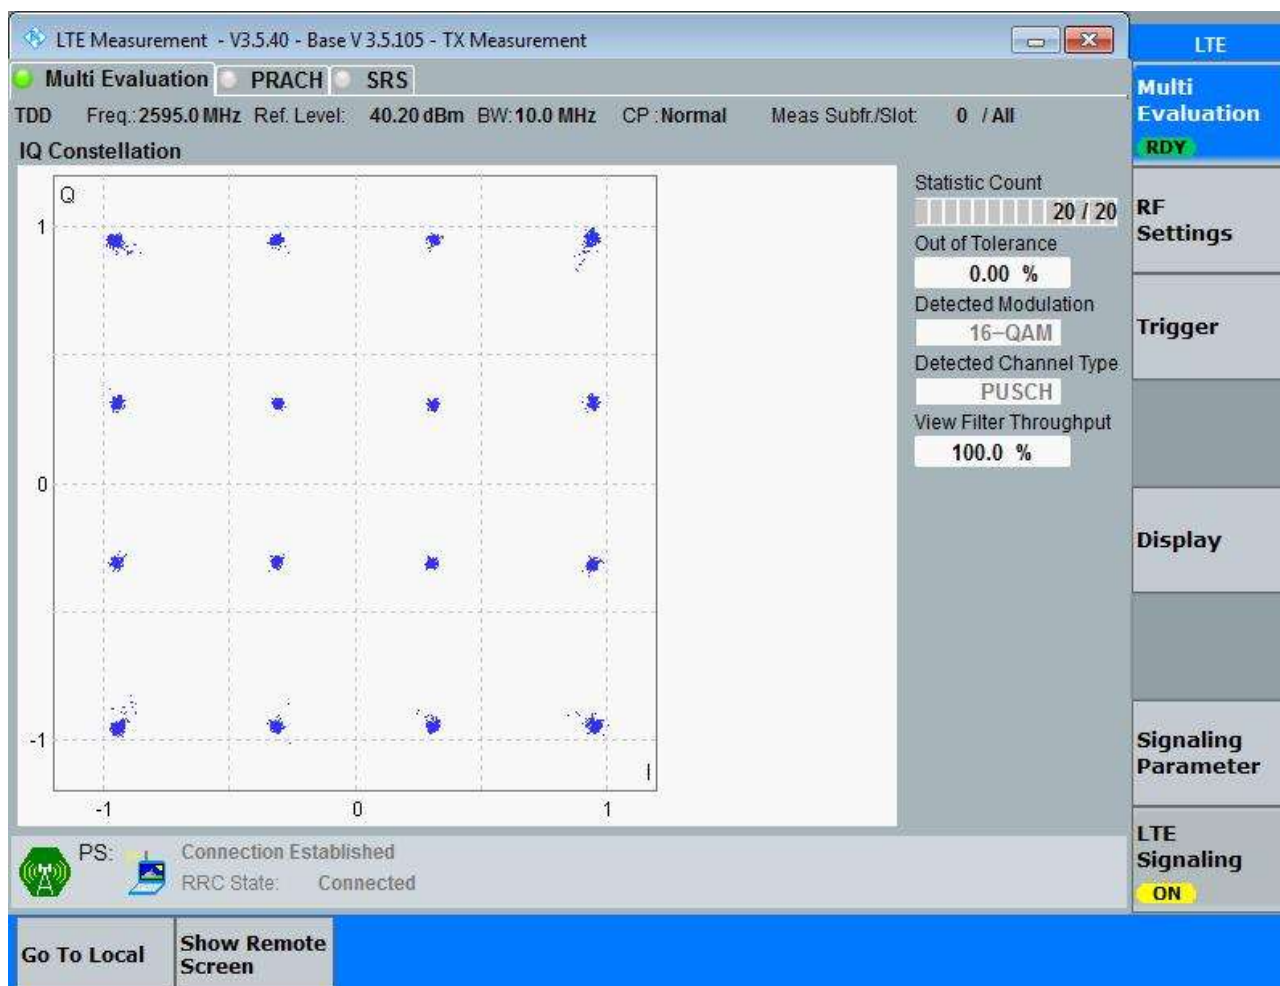 LTE Measurement - V3.5.40 - Base V 3.5.105 - TX Measurement
LTE
Multi Evaluation PRACH SRS
Multi
Evaluation
RDY
TDD Freq.:2595.0 MHz Ref. Level: 40.20 dBm BW:10.0 MHz CP :Normal Meas Subfr./Slot: 0 / All
IQ Constellation
Q
1
0
-1
-1 0 1
I
Statistic Count
20 / 20
Out of Tolerance
0.00 %
Detected Modulation
16-QAM
Detected Channel Type
PUSCH
View Filter Throughput
100.0 %
RF
Settings
Trigger
Display
Signaling
Parameter
LTE
Signaling
ON
PS: Connection Established
RRC State: Connected
Go To Local
Show Remote
Screen